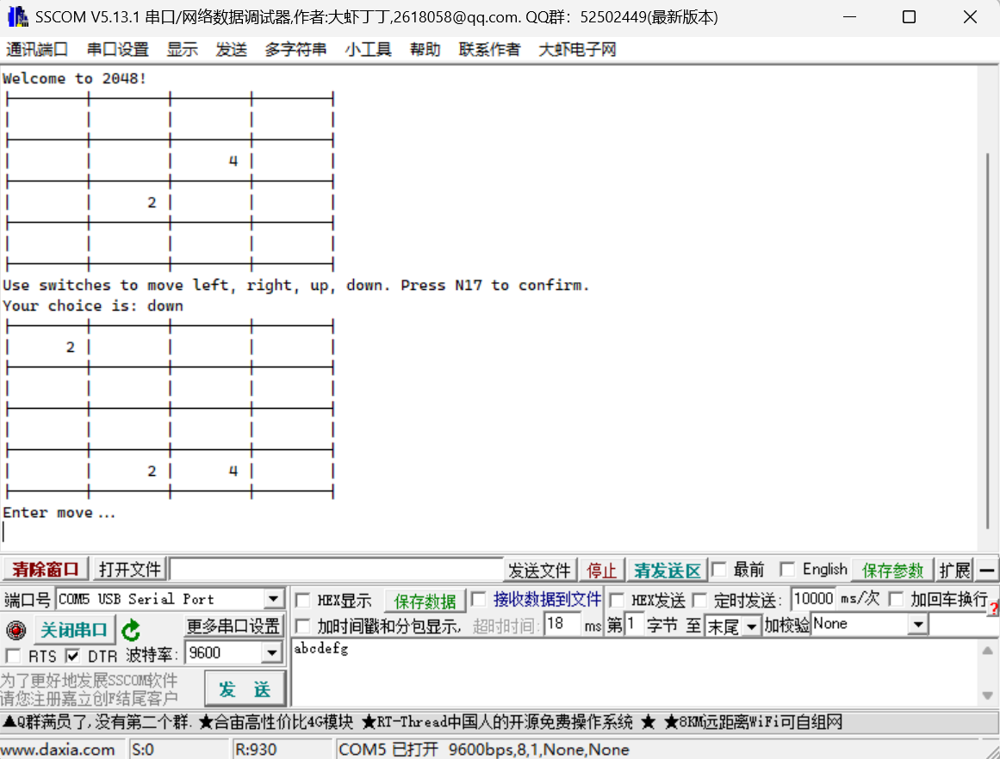 SSCOM V5.13.1 串口/网络数据调试器,作者:大虾丁丁,2618058@qq.com. QQ群：52502449(最新版本)
通讯端口 串口设置 显示 发送 多字符串 小工具 帮助 联系作者 大虾电子网
Welcome to 2048!
4
2
Use switches to move left, right, up, down. Press N17 to confirm.
Your choice is: down
2
2 4
Enter move...
清除窗口 打开文件 发送文件 停止 清发送区 最前 English 保存参数 扩展 —
端口号 COM5 USB Serial Port HEX显示 保存数据 接收数据到文件 HEX发送 定时发送: 10000 ms/次 加回车换行
关闭串口 更多串口设置 加时间戳和分包显示, 超时时间: 18 ms 第 1 字节 至 末尾 加校验 None
RTS DTR 波特率: 9600 abcdefg
为了更好地发展SSCOM软件
请您注册嘉立创F结尾客户
发 送
▲Q群满员了,没有第二个群. ★合宙高性价比4G模块 ★RT-Thread中国人的开源免费操作系统 ★ ★8KM远距离WiFi可自组网
www.daxia.com S:0 R:930 COM5 已打开 9600bps,8,1,None,None